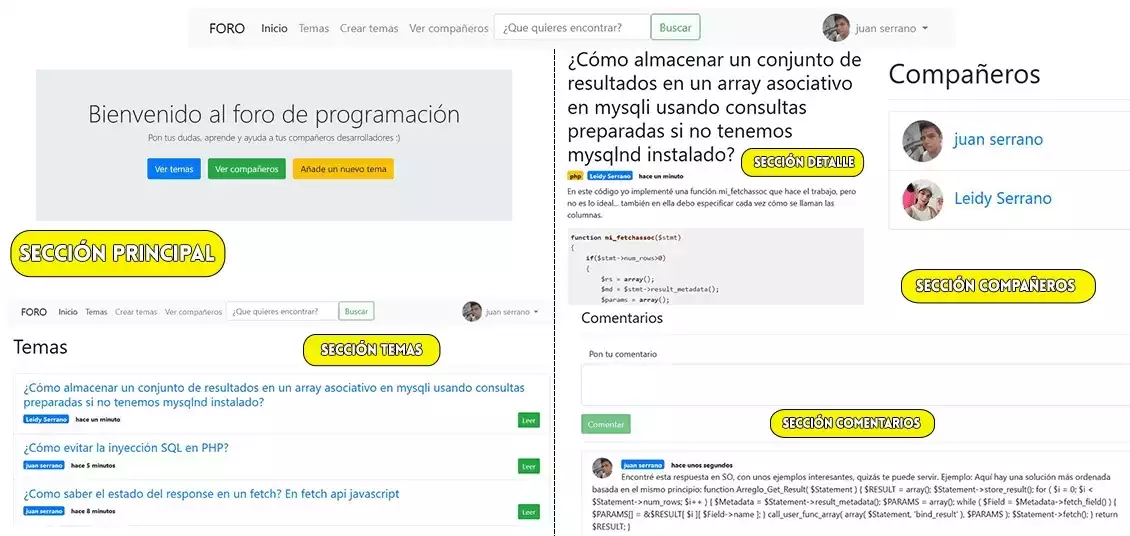 FORO Inicio Temas Crear temas Ver compañeros ¿Que quieres encontrar? Buscar juan serrano
Bienvenido al foro de programación
Pon tus dudas, aprende y ayuda a tus compañeros desarrolladores :)
Ver temas Ver compañeros Añade un nuevo tema
SECCIÓN PRINCIPAL
FORO Inicio Temas Crear temas Ver compañeros ¿Que quieres encontrar? Buscar juan serrano
Temas
SECCIÓN TEMAS
¿Cómo almacenar un conjunto de resultados en un array asociativo en mysqli usando consultas
preparadas si no tenemos mysqlnd instalado?
Leidy Serrano hace un minuto Leer
¿Cómo evitar la inyección SQL en PHP?
juan serrano hace 5 minutos Leer
¿Como saber el estado del response en un fetch? En fetch api javascript
juan serrano hace 8 minutos Leer
¿Cómo almacenar un conjunto de
resultados en un array asociativo
en mysqli usando consultas
preparadas si no tenemos
mysqlnd instalado?
SECCIÓN DETALLE
php Leidy Serrano hace un minuto
En este código yo implementé una función mi_fetchassoc que hace el trabajo, pero
no es lo ideal... también en ella debo especificar cada vez cómo se llaman las
columnas.
function mi_fetchassoc($stmt)
{
if($stmt->num_rows>0)
{
$rs = array();
$md = $stmt->result_metadata();
$params = array();
Compañeros
juan serrano
Leidy Serrano
SECCIÓN COMPAÑEROS
Comentarios
Pon tu comentario
Comentar
SECCIÓN COMENTARIOS
juan serrano hace unos segundos
Encontré esta respuesta en SO, con unos ejemplos interesantes, quizás te puede servir. Ejemplo: Aquí hay una solución más ordenada
basada en el mismo principio: function Arreglo_Get_Result( $Statement ) { $RESULT = array(); $Statement->store_result(); for ( $i = 0; $i <
$Statement->num_rows; $i++ ) { $Metadata = $Statement->result_metadata(); $PARAMS = array(); while ( $Field = $Metadata->fetch_field() ) {
$PARAMS[] = &$RESULT[ $i ][ $Field->name ]; } call_user_func_array( array( $Statement, 'bind_result' ), $PARAMS ); $Statement->fetch(); } return
$RESULT; }